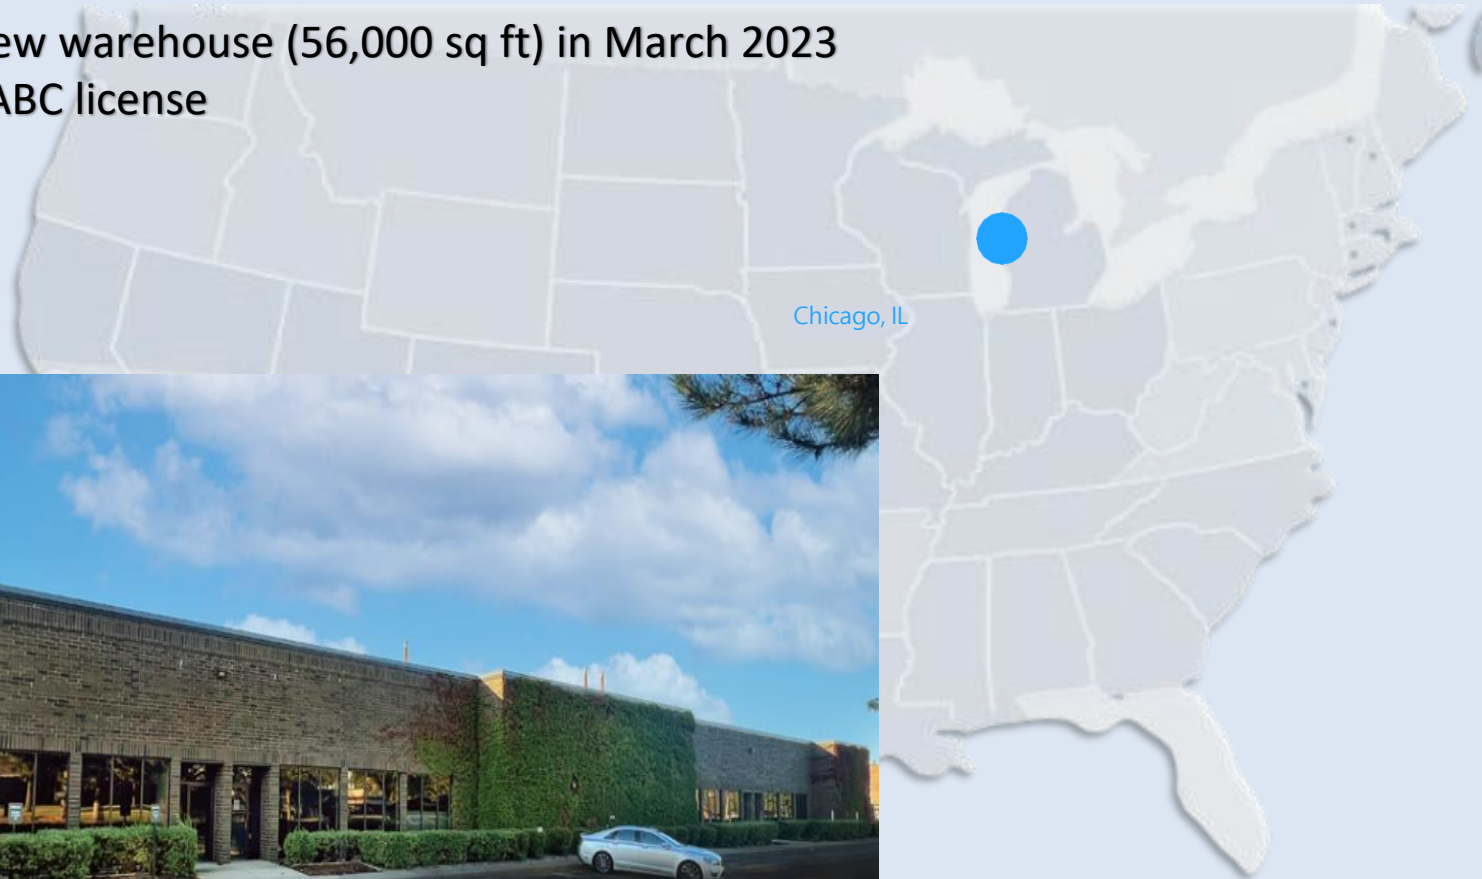 ew warehouse (56,000 sq ft) in March 2023
ABC license
Chicago, IL